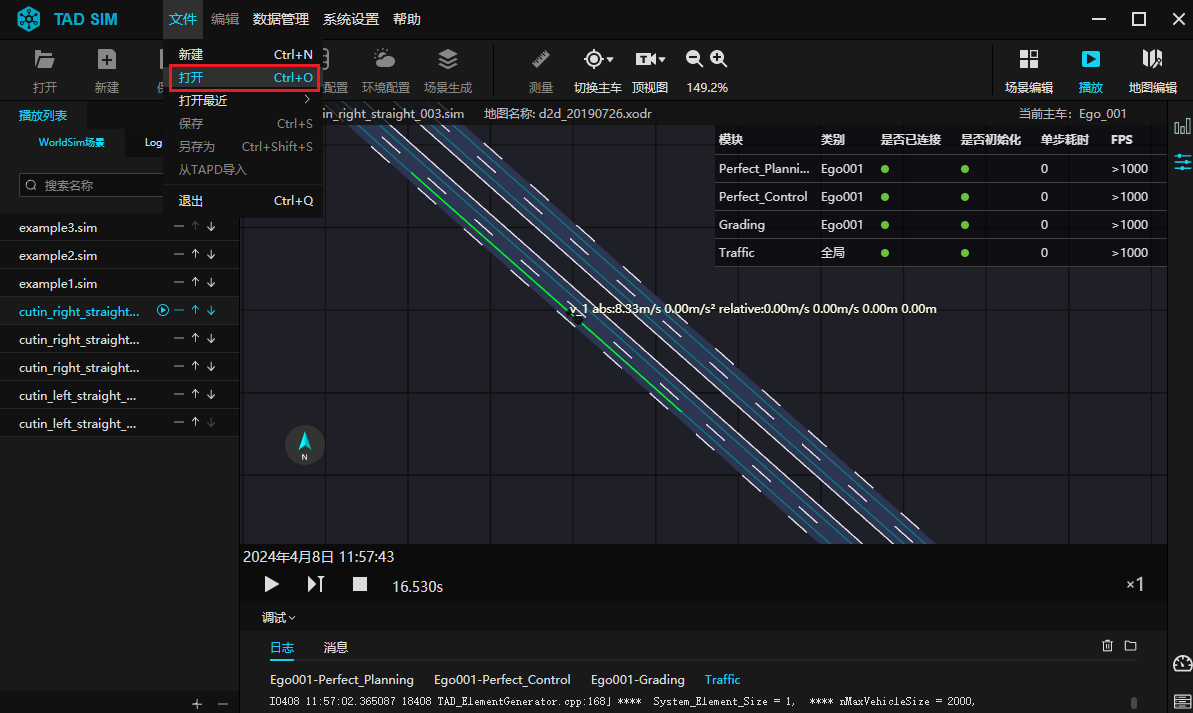 TAD SIM 文件 编辑 数据管理 系统设置 帮助
新建 Ctrl+N
打开 Ctrl+O
打开最近
保存 Ctrl+S
另存为 Ctrl+Shift+S
从TAPD导入
退出 Ctrl+Q
打开 新建 配置 环境配置 场景生成 测量 切换主车 顶视图 149.2% 场景编辑 播放 地图编辑
播放列表
WorldSim场景 Log
搜索名称
example3.sim
example2.sim
example1.sim
cutin_right_straight...
cutin_right_straight...
cutin_right_straight...
cutin_left_straight_...
cutin_left_straight_...
in_right_straight_003.sim 地图名称: d2d_20190726.xodr 当前主车: Ego_001
模块 类别 是否已连接 是否初始化 单步耗时 FPS
Perfect_Planni... Ego001 0 >1000
Perfect_Control Ego001 0 >1000
Grading Ego001 0 >1000
Traffic 全局 0 >1000
v_1 abs:8.33m/s 0.00m/s² relative:0.00m/s 0.00m/s 0.00m 0.00m
N
2024年4月8日 11:57:43
16.530s ×1
调试
日志 消息
Ego001-Perfect_Planning Ego001-Perfect_Control Ego001-Grading Traffic
I0408 11:57:02.365087 18408 TAD_ElementGenerator.cpp:168] **** System_Element_Size = 1, **** nMaxVehicleSize = 2000,